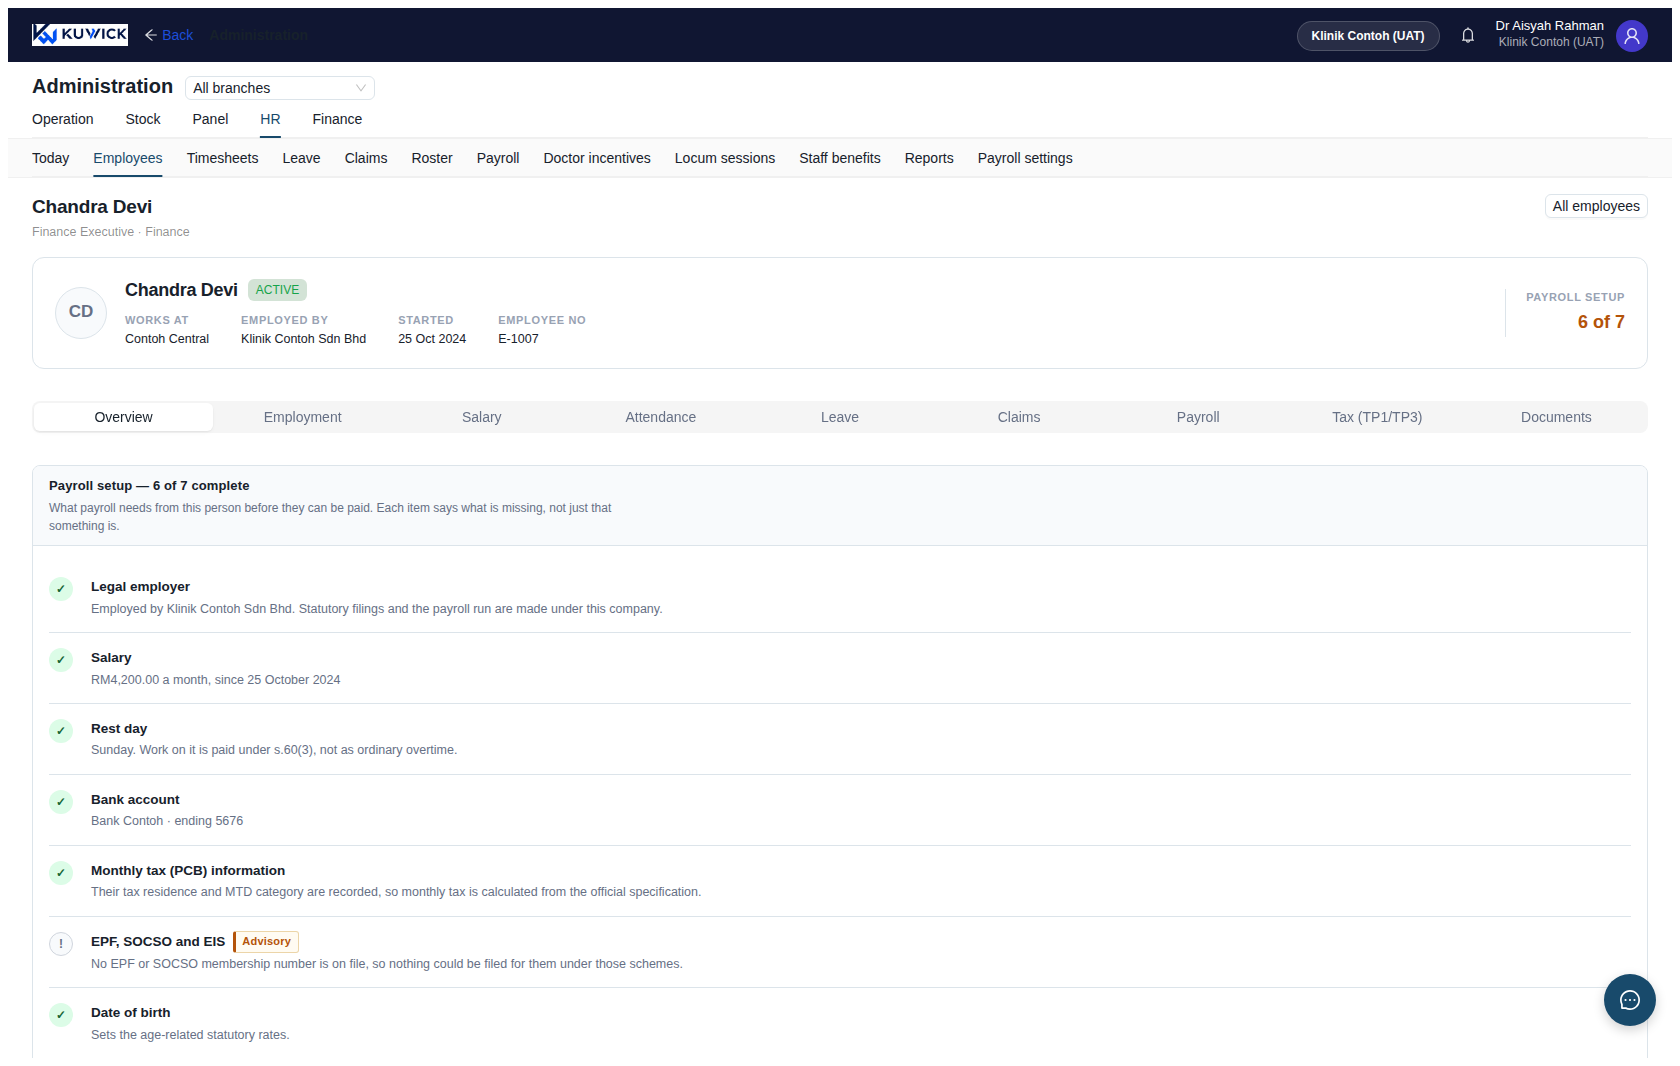 KUWICK
Back Administration
Klinik Contoh (UAT)
Dr Aisyah Rahman
Klinik Contoh (UAT)
Administration
All branches
Operation Stock Panel HR Finance
Today Employees Timesheets Leave Claims Roster Payroll Doctor incentives Locum sessions Staff benefits Reports Payroll settings
Chandra Devi
All employees
Finance Executive · Finance
CD
Chandra Devi ACTIVE
WORKS AT EMPLOYED BY STARTED EMPLOYEE NO
Contoh Central Klinik Contoh Sdn Bhd 25 Oct 2024 E-1007
PAYROLL SETUP
6 of 7
Overview Employment Salary Attendance Leave Claims Payroll Tax (TP1/TP3) Documents
Payroll setup — 6 of 7 complete
What payroll needs from this person before they can be paid. Each item says what is missing, not just that
something is.
✓ Legal employer
Employed by Klinik Contoh Sdn Bhd. Statutory filings and the payroll run are made under this company.
✓ Salary
RM4,200.00 a month, since 25 October 2024
✓ Rest day
Sunday. Work on it is paid under s.60(3), not as ordinary overtime.
✓ Bank account
Bank Contoh · ending 5676
✓ Monthly tax (PCB) information
Their tax residence and MTD category are recorded, so monthly tax is calculated from the official specification.
! EPF, SOCSO and EIS Advisory
No EPF or SOCSO membership number is on file, so nothing could be filed for them under those schemes.
✓ Date of birth
Sets the age-related statutory rates.